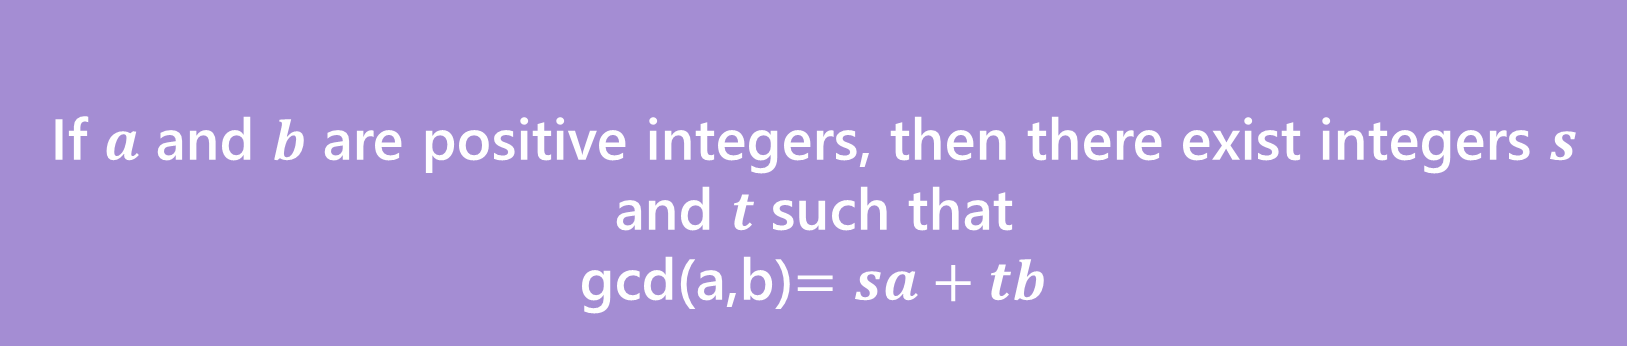 If a and b are positive integers, then there exist integers s
and t such that
gcd(a,b)= sa + tb